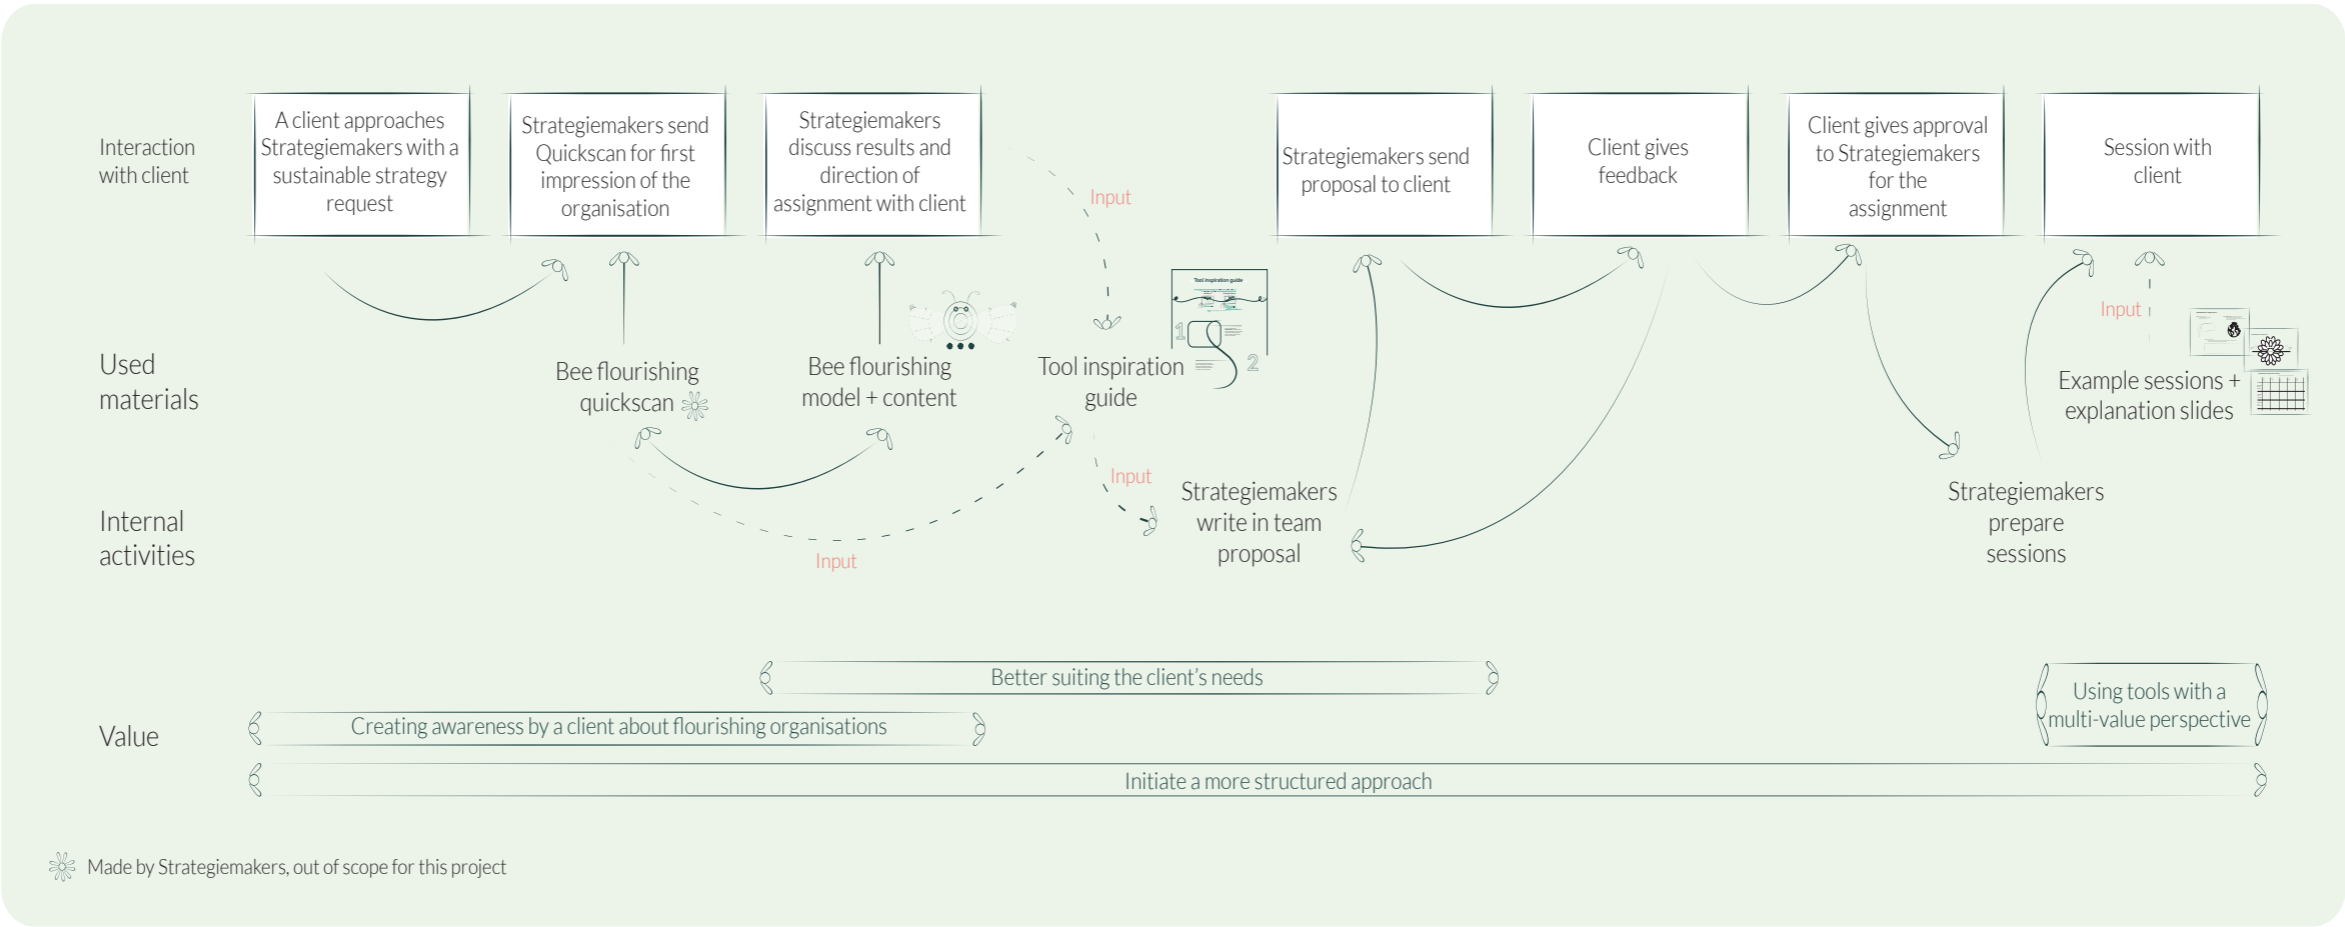 Interaction
with client
A client approaches
Strategiemakers with a
sustainable strategy
request
Strategiemakers send
Quickscan for first
impression of the
organisation
Strategiemakers
discuss results and
direction of
assignment with client
Input
Strategiemakers send
proposal to client
Client gives
feedback
Client gives approval
to Strategiemakers
for the
assignment
Session with
client
Used
materials
Bee flourishing
quickscan
Bee flourishing
model + content
Tool inspiration
guide
Tool inspiration guide
1
2
Input
Example sessions +
explanation slides
Internal
activities
Input
Input
Strategiemakers
write in team
proposal
Strategiemakers
prepare
sessions
Value
Better suiting the client's needs
Creating awareness by a client about flourishing organisations
Using tools with a
multi-value perspective
Initiate a more structured approach
Made by Strategiemakers, out of scope for this project